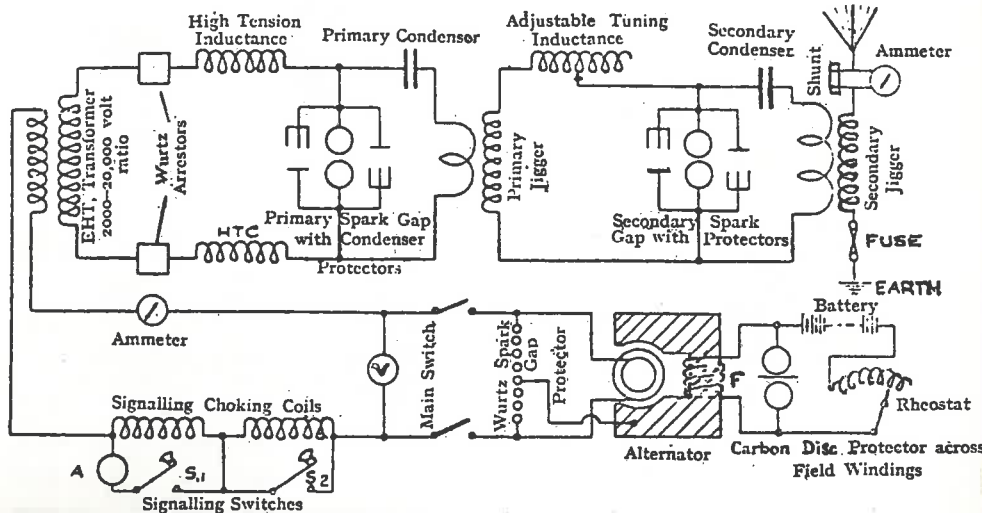 High Tension
Inductance
Primary Condensor
Adjustable Tuning
Inductance
Secondary
Condenser
Shunt
Ammeter
EHT, Transformer
2000–20,000 volt
ratio
Wurtz
Arrestors
HTC
Primary Spark Gap
with Condenser
Protectors
Primary
Jigger
Secondary Spark
Gap with Protectors
Secondary
Jigger
FUSE
EARTH
Ammeter
V
Main Switch
Wurtz Spark
Gap
Protector
Alternator
F
Battery
Rheostat
Carbon Disc Protector across
Field Windings
Signalling Choking Coils
A
S.1
S2
Signalling Switches